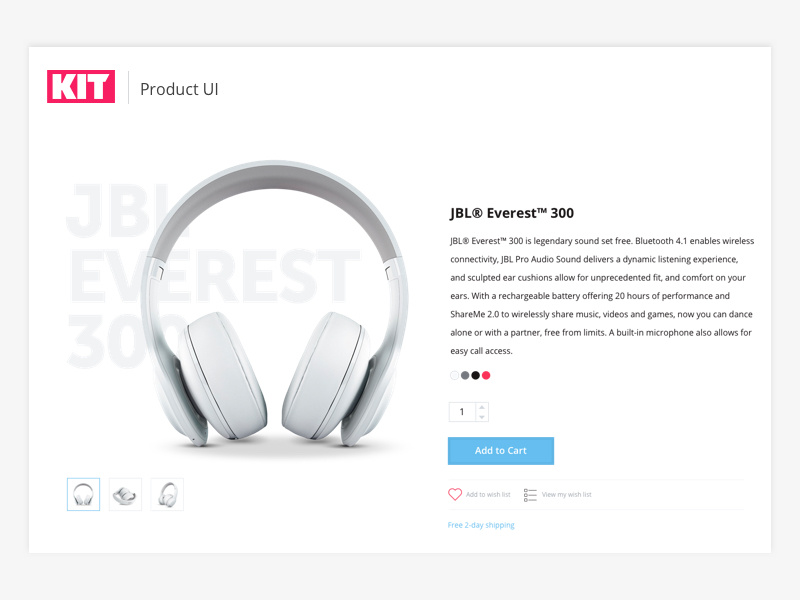 KIT
Product UI
JBL
EVEREST
300
JBL® Everest™ 300
JBL® Everest™ 300 is legendary sound set free. Bluetooth 4.1 enables wireless
connectivity, JBL Pro Audio Sound delivers a dynamic listening experience,
and sculpted ear cushions allow for unprecedented fit, and comfort on your
ears. With a rechargeable battery offering 20 hours of performance and
ShareMe 2.0 to wirelessly share music, videos and games, now you can dance
alone or with a partner, free from limits. A built-in microphone also allows for
easy call access.
1
Add to Cart
Add to wish list
View my wish list
Free 2-day shipping